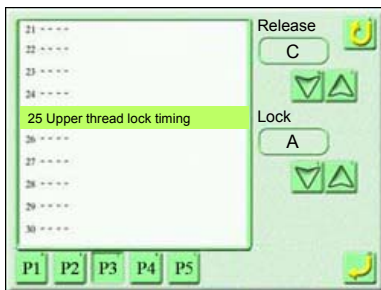 21 ----
22 ----
23 ----
24 ----
25 Upper thread lock timing
26 ----
27 ----
28 ----
29 ----
30 ----
Release
C
Lock
A
P1 P2 P3 P4 P5